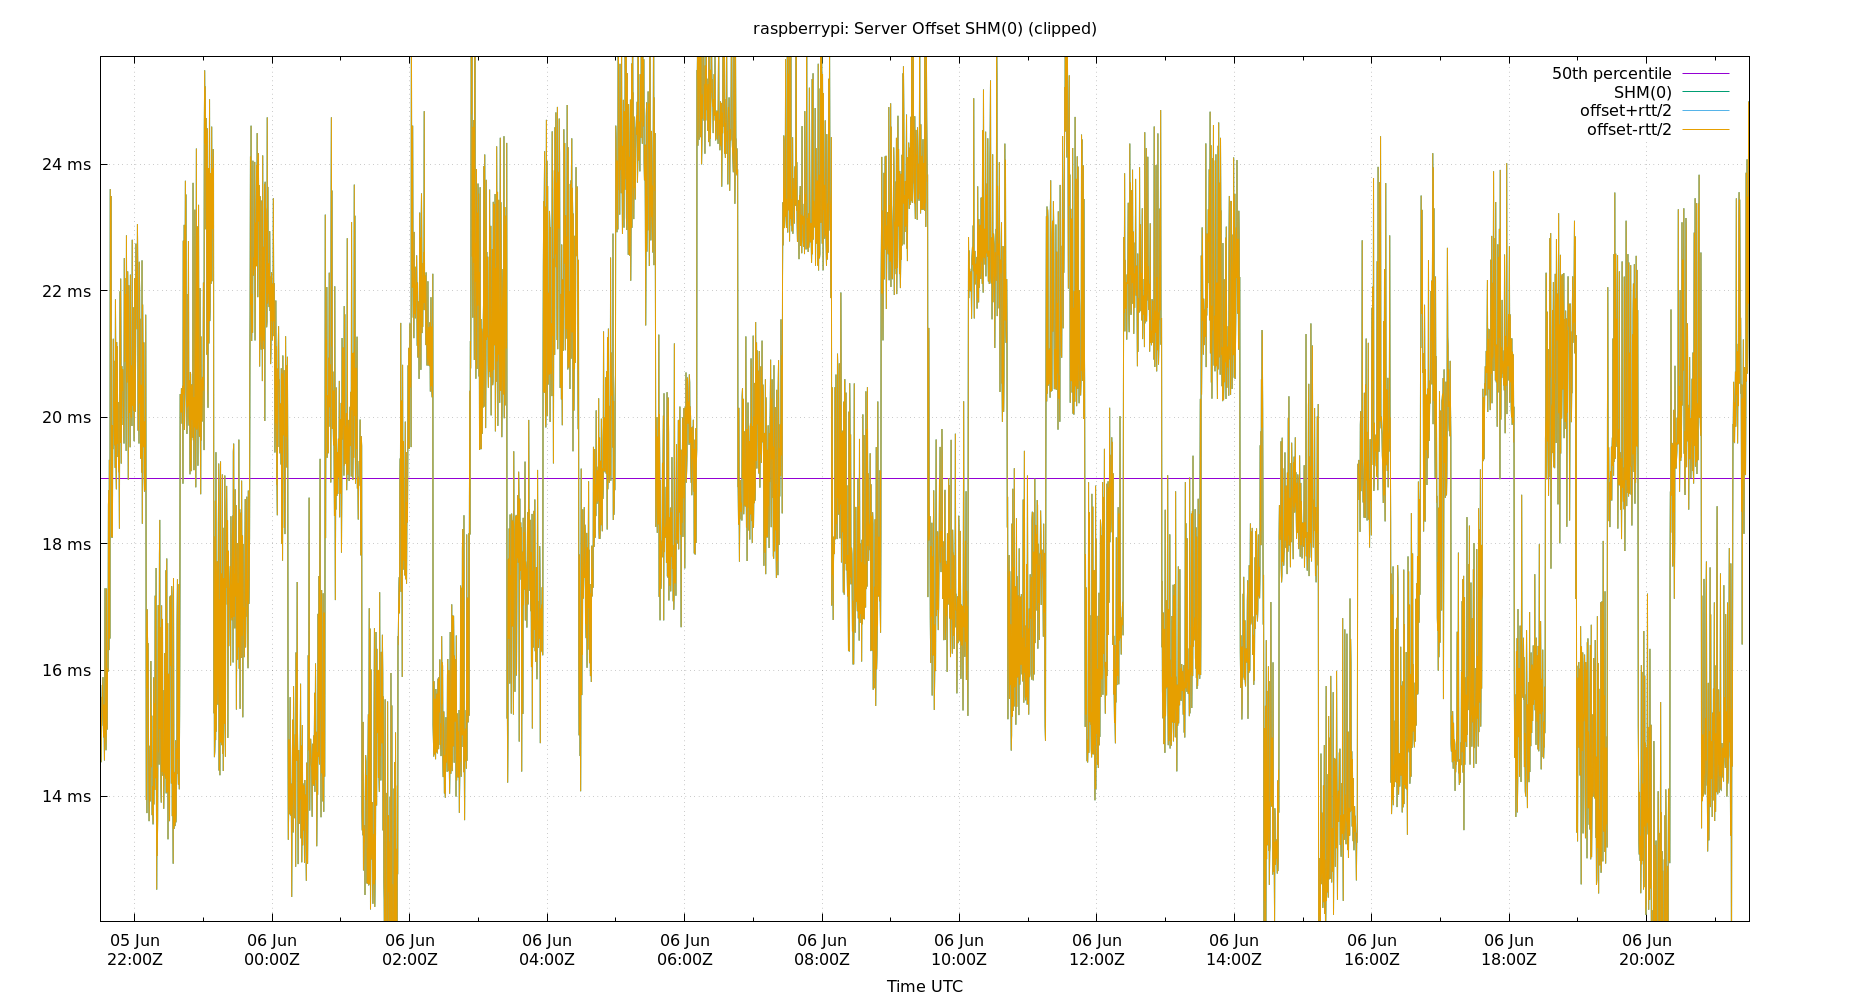 raspberrypi: Server Offset SHM(0) (clipped)
50th percentile
SHM(0)
offset+rtt/2
offset-rtt/2
24 ms
22 ms
20 ms
18 ms
16 ms
14 ms
05 Jun 06 Jun 06 Jun 06 Jun 06 Jun 06 Jun 06 Jun 06 Jun 06 Jun 06 Jun 06 Jun 06 Jun
22:00Z 00:00Z 02:00Z 04:00Z 06:00Z 08:00Z 10:00Z 12:00Z 14:00Z 16:00Z 18:00Z 20:00Z
Time UTC